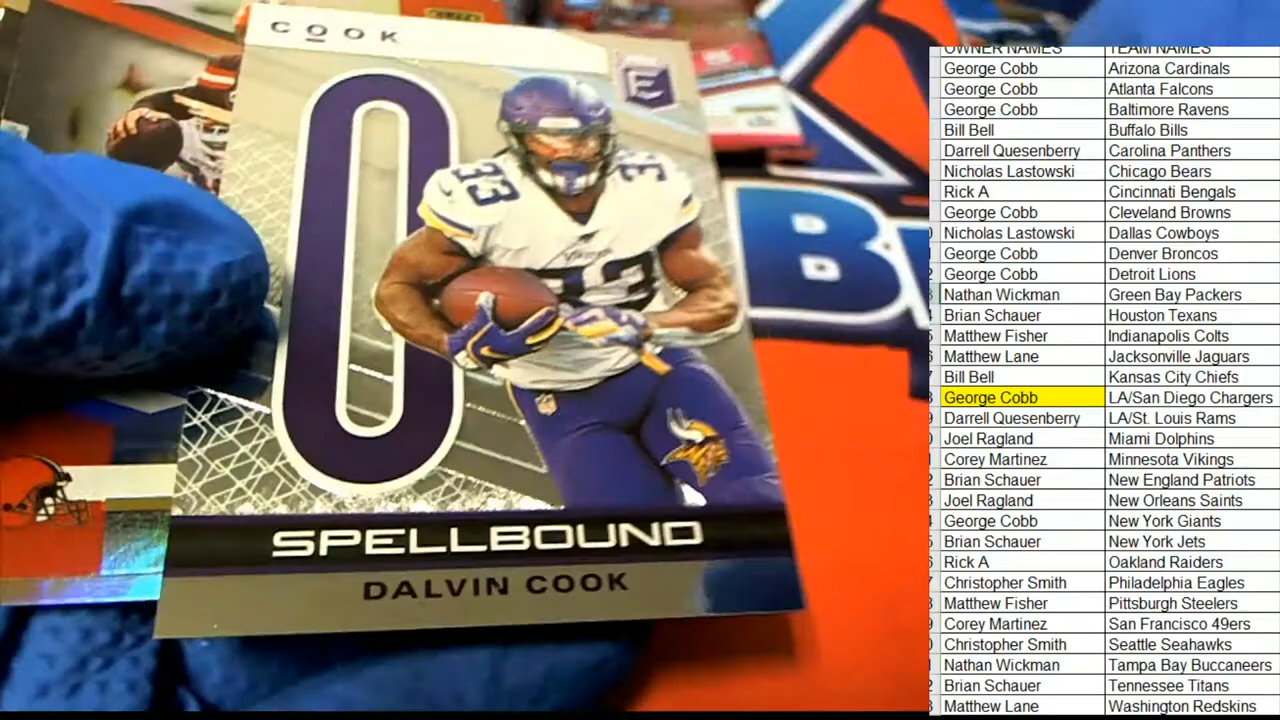 COOK
E
O
33
33
33
B
SPELLBOUND
DALVIN COOK
OWNER NAMES TEAM NAMES
George Cobb Arizona Cardinals
George Cobb Atlanta Falcons
George Cobb Baltimore Ravens
Bill Bell Buffalo Bills
Darrell Quesenberry Carolina Panthers
Nicholas Lastowski Chicago Bears
Rick A Cincinnati Bengals
George Cobb Cleveland Browns
Nicholas Lastowski Dallas Cowboys
George Cobb Denver Broncos
George Cobb Detroit Lions
Nathan Wickman Green Bay Packers
Brian Schauer Houston Texans
Matthew Fisher Indianapolis Colts
Matthew Lane Jacksonville Jaguars
Bill Bell Kansas City Chiefs
George Cobb LA/San Diego Chargers
Darrell Quesenberry LA/St. Louis Rams
Joel Ragland Miami Dolphins
Corey Martinez Minnesota Vikings
Brian Schauer New England Patriots
Joel Ragland New Orleans Saints
George Cobb New York Giants
Brian Schauer New York Jets
Rick A Oakland Raiders
Christopher Smith Philadelphia Eagles
Matthew Fisher Pittsburgh Steelers
Corey Martinez San Francisco 49ers
Christopher Smith Seattle Seahawks
Nathan Wickman Tampa Bay Buccaneers
Brian Schauer Tennessee Titans
Matthew Lane Washington Redskins